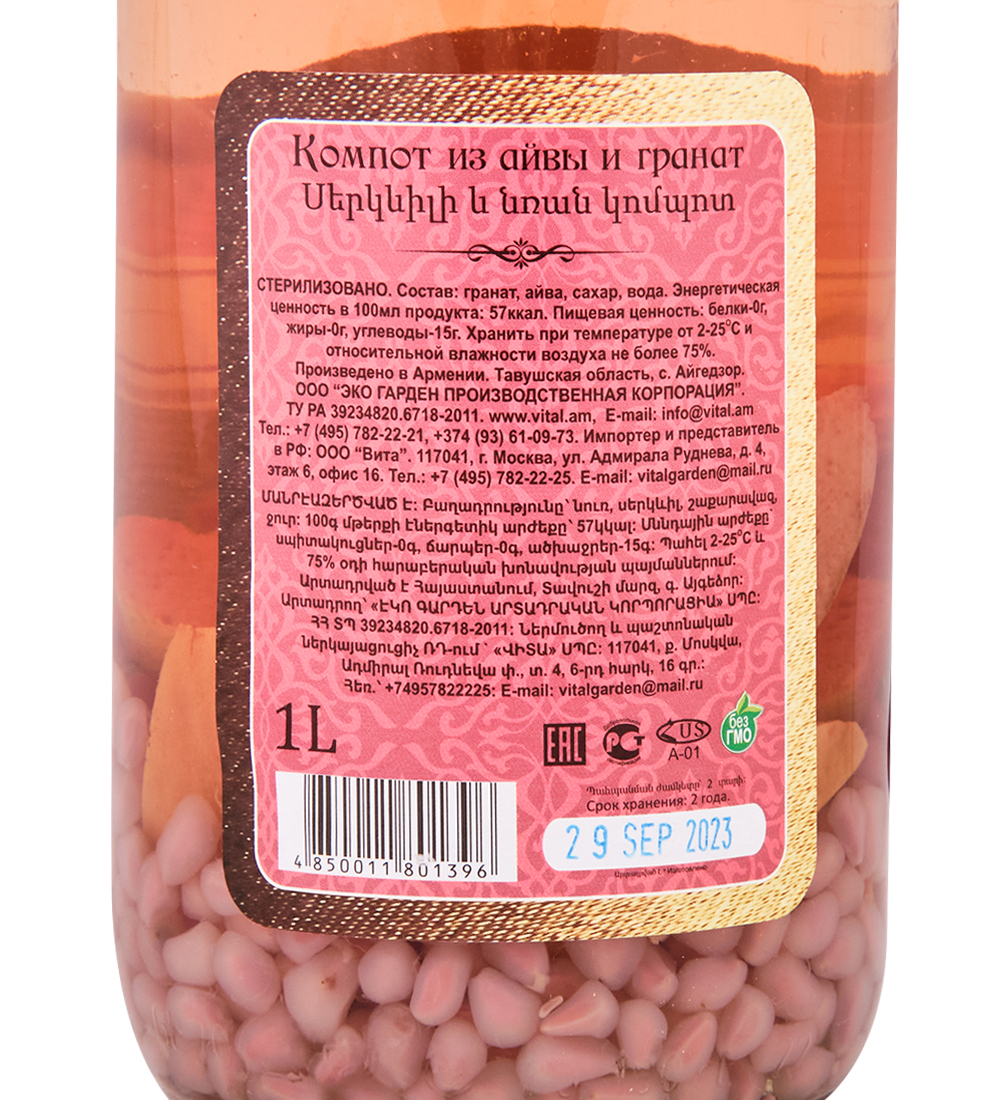 Компот из айвы и гранат
Սերկևիլի և նռան կոմպոտ
СТЕРИЛИЗОВАНО. Состав: гранат, айва, сахар, вода. Энергетическая
ценность в 100мл продукта: 57ккал. Пищевая ценность: белки-0г,
жиры-0г, углеводы-15г. Хранить при температуре от 2-25°С и
относительной влажности воздуха не более 75%.
Произведено в Армении. Тавушская область, с. Айгедзор.
ООО “ЭКО ГАРДЕН ПРОИЗВОДСТВЕННАЯ КОРПОРАЦИЯ”.
ТУ РА 39234820.6718-2011. www.vital.am, E-mail: info@vital.am
Тел.: +7 (495) 782-22-21, +374 (93) 61-09-73. Импортер и представитель
в РФ: ООО “Вита”. 117041, г. Москва, ул. Адмирала Руднева, д. 4,
этаж 6, офис 16. Тел.: +7 (495) 782-22-25. E-mail: vitalgarden@mail.ru
ՄԱՆՐԷԱԶԵՐԾՎԱԾ Է: Բաղադրությունը՝ նուռ, սերկևիլ, շաքարավազ,
ջուր: 100գ մթերքի էներգետիկ արժեքը՝ 57կկալ: Սննդային արժեքը՝
սպիտակուցներ-0գ, ճարպեր-0գ, ածխաջրեր-15գ: Պահել 2-25°C և
75% օդի հարաբերական խոնավության պայմաններում:
Արտադրված է Հայաստանում, Տավուշի մարզ, գ. Այգեձոր:
Արտադրող՝ «ԷԿՈ ԳԱՐԴԵՆ ԱՐՏԱԴՐԱԿԱՆ ԿՈՐՊՈՐԱՑԻԱ» ՍՊԸ:
ՀՀ ՏՊ 39234820.6718-2011: Ներմուծող և պաշտոնական
ներկայացուցիչ ՌԴ-ում ՝ «ՎԻՏԱ» ՍՊԸ: 117041, ք. Մոսկվա,
Ադմիրալ Ռուդնեվա փ., տ. 4, 6-րդ հարկ, 16 գր.:
Հեռ.՝ +74957822225: E-mail: vitalgarden@mail.ru
1L
ЕАС
РСТ
US
A-01
без
ГМО
Պահպանման ժամկետը՝ 2 տարի:
Срок хранения: 2 года.
29 SEP 2023
Արտադրված է * Изготовлено
4 850011 801396